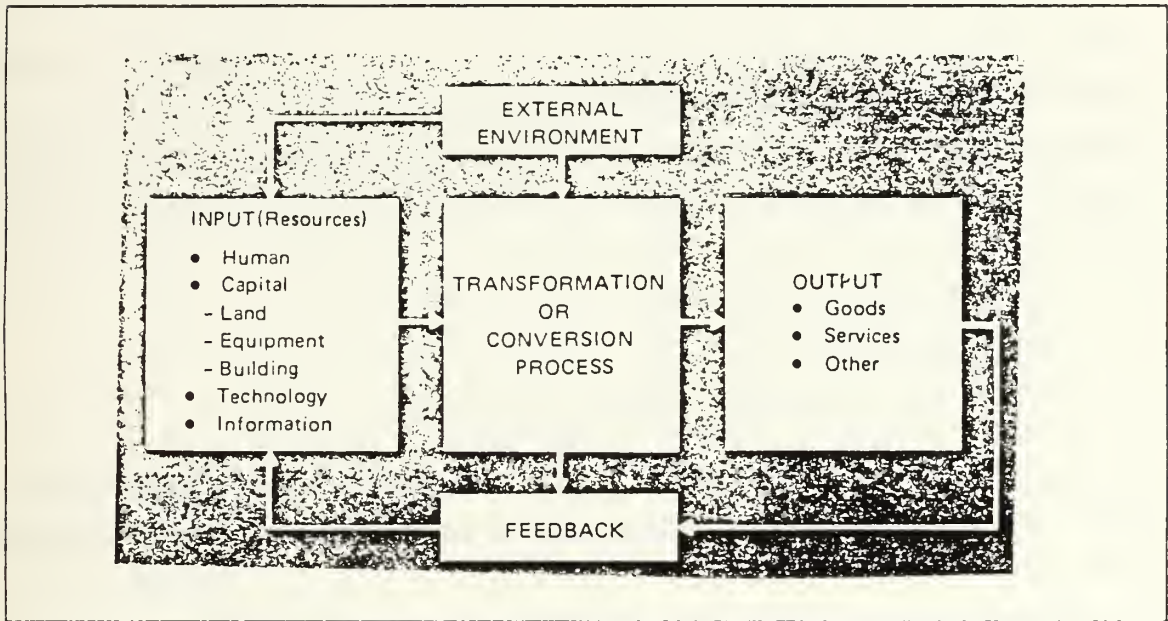 EXTERNAL
ENVIRONMENT
INPUT (Resources)
• Human
• Capital
- Land
- Equipment
- Building
• Technology
• Information
TRANSFORMATION
OR
CONVERSION
PROCESS
OUTPUT
• Goods
• Services
• Other
FEEDBACK